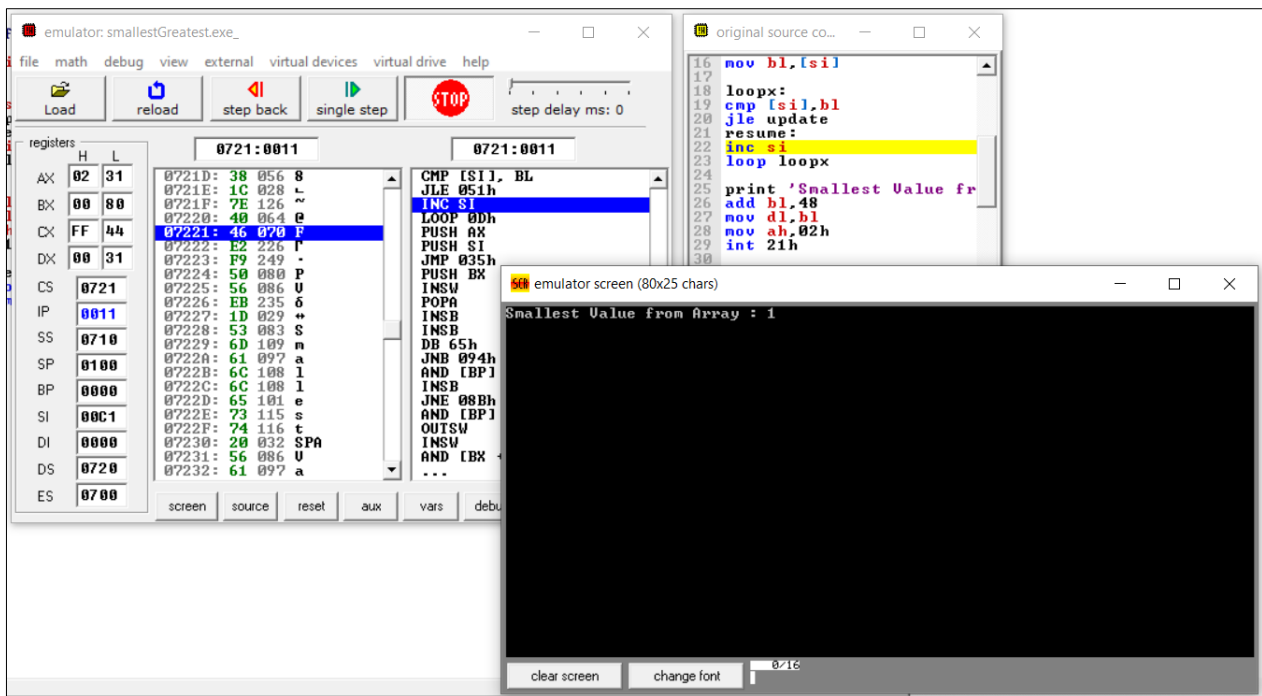 emulator: smallestGreatest.exe_
file math debug view external virtual devices virtual drive help
Load reload step back single step STOP step delay ms: 0
registers
H L
AX 02 31
BX 00 80
CX FF 44
DX 00 31
CS 0721
IP 0011
SS 0710
SP 0100
BP 0000
SI 00C1
DI 0000
DS 0720
ES 0700
0721:0011
0721D: 38 056 8
0721E: 1C 028 ∟
0721F: 7E 126 ~
07220: 40 064 @
07221: 46 070 F
07222: E2 226 Γ
07223: F9 249 ·
07224: 50 080 P
07225: 56 086 V
07226: EB 235 δ
07227: 1D 029 ↔
07228: 53 083 S
07229: 6D 109 m
0722A: 61 097 a
0722B: 6C 108 l
0722C: 6C 108 l
0722D: 65 101 e
0722E: 73 115 s
0722F: 74 116 t
07230: 20 032 SPA
07231: 56 086 V
07232: 61 097 a
0721:0011
CMP [SI], BL
JLE 051h
INC SI
LOOP 0Dh
PUSH AX
PUSH SI
JMP 035h
PUSH BX
INSW
POPA
INSB
INSB
DB 65h
JNB 094h
AND [BP]
INSB
JNE 08Bh
AND [BP]
OUTSW
INSW
AND [BX +
...
screen source reset aux vars debu
original source co...
16 mov bl,[si]
17
18 loopx:
19 cmp [si],bl
20 jle update
21 resume:
22 inc si
23 loop loopx
24
25 print 'Smallest Value fr
26 add bl,48
27 mov dl,bl
28 mov ah,02h
29 int 21h
30
emulator screen (80x25 chars)
Smallest Value from Array : 1
clear screen change font 0/16